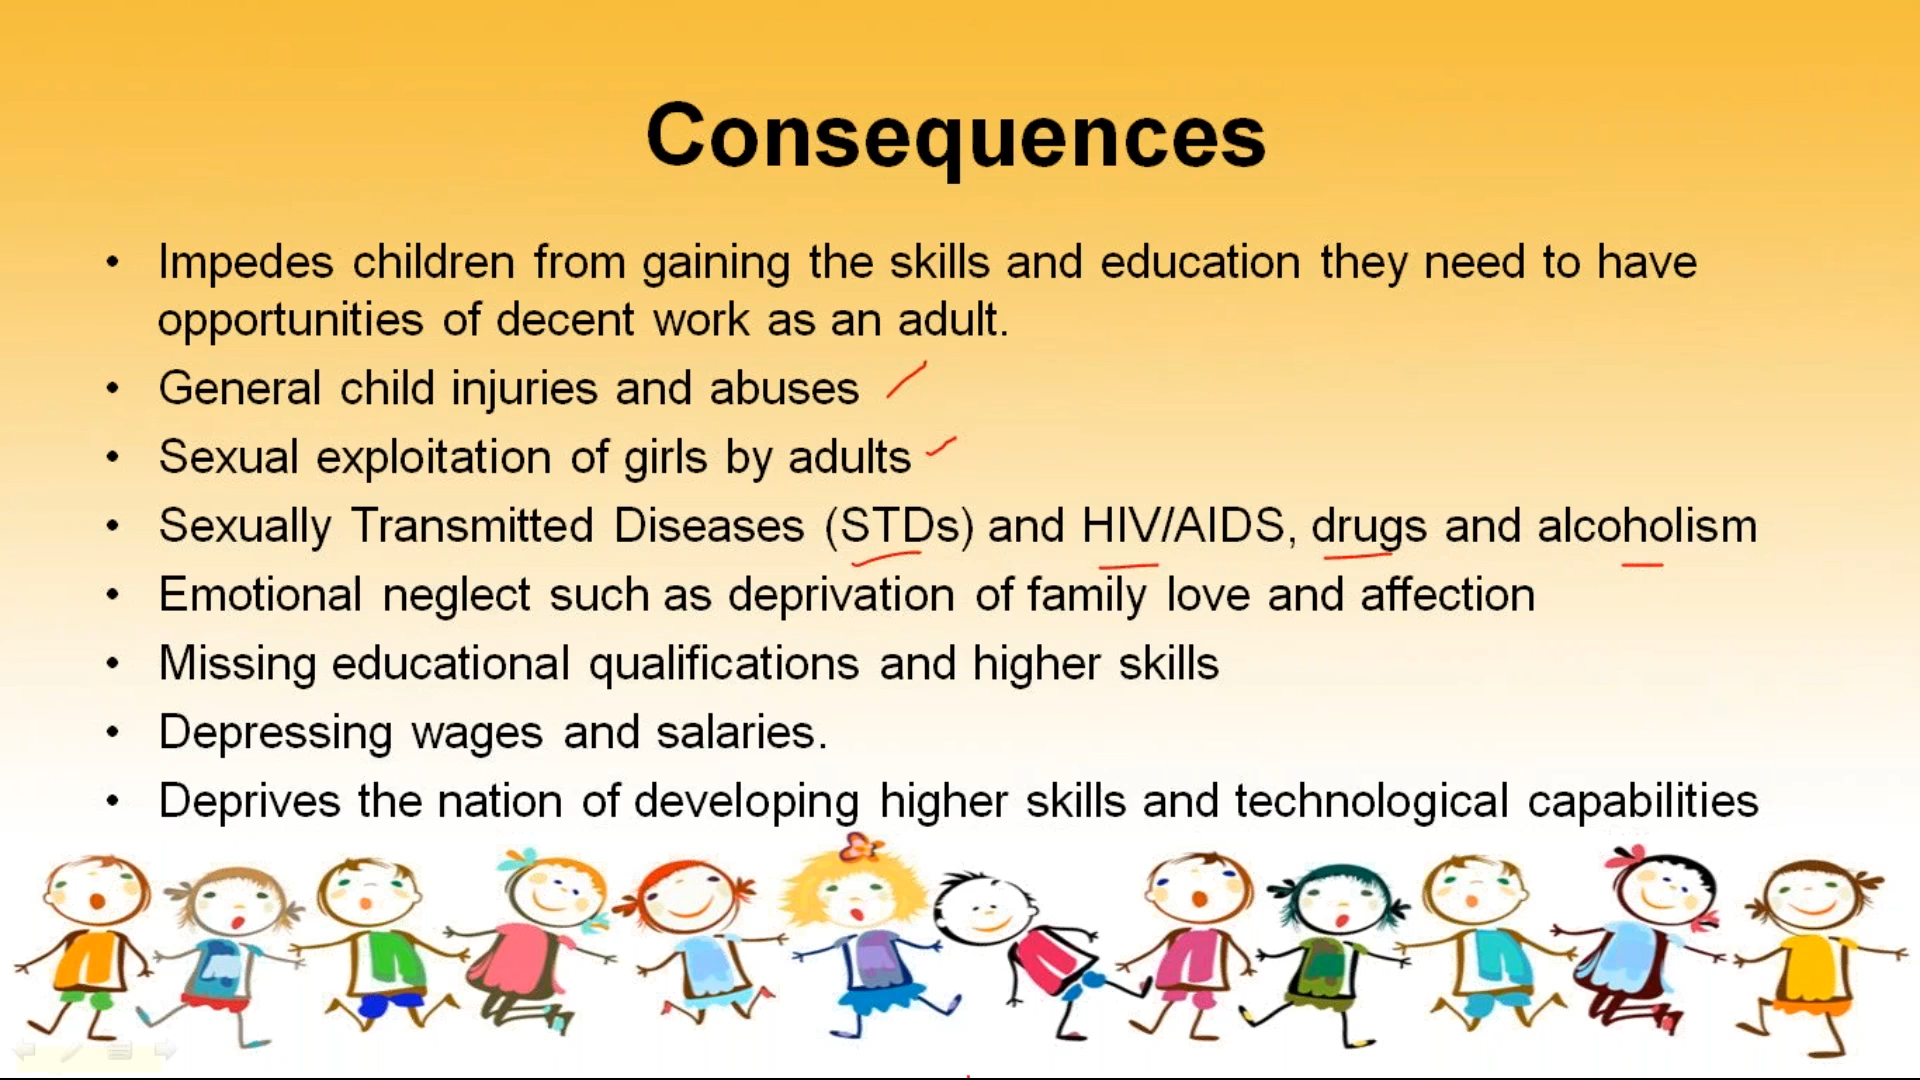 Consequences
• Impedes children from gaining the skills and education they need to have
opportunities of decent work as an adult.
• General child injuries and abuses
• Sexual exploitation of girls by adults
• Sexually Transmitted Diseases (STDs) and HIV/AIDS, drugs and alcoholism
• Emotional neglect such as deprivation of family love and affection
• Missing educational qualifications and higher skills
• Depressing wages and salaries.
• Deprives the nation of developing higher skills and technological capabilities